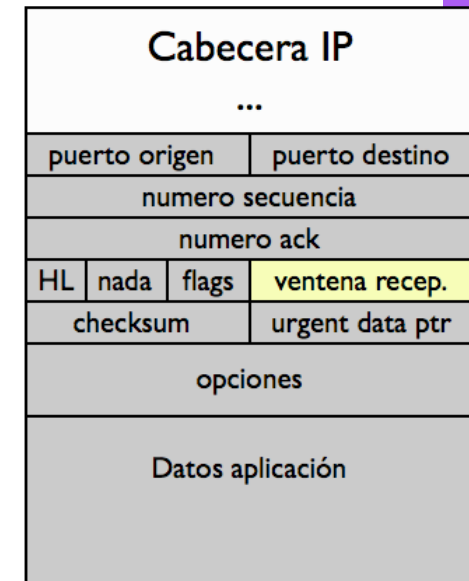 Cabecera IP
...
puerto origen puerto destino
numero secuencia
numero ack
HL nada flags ventena recep.
checksum urgent data ptr
opciones
Datos aplicación